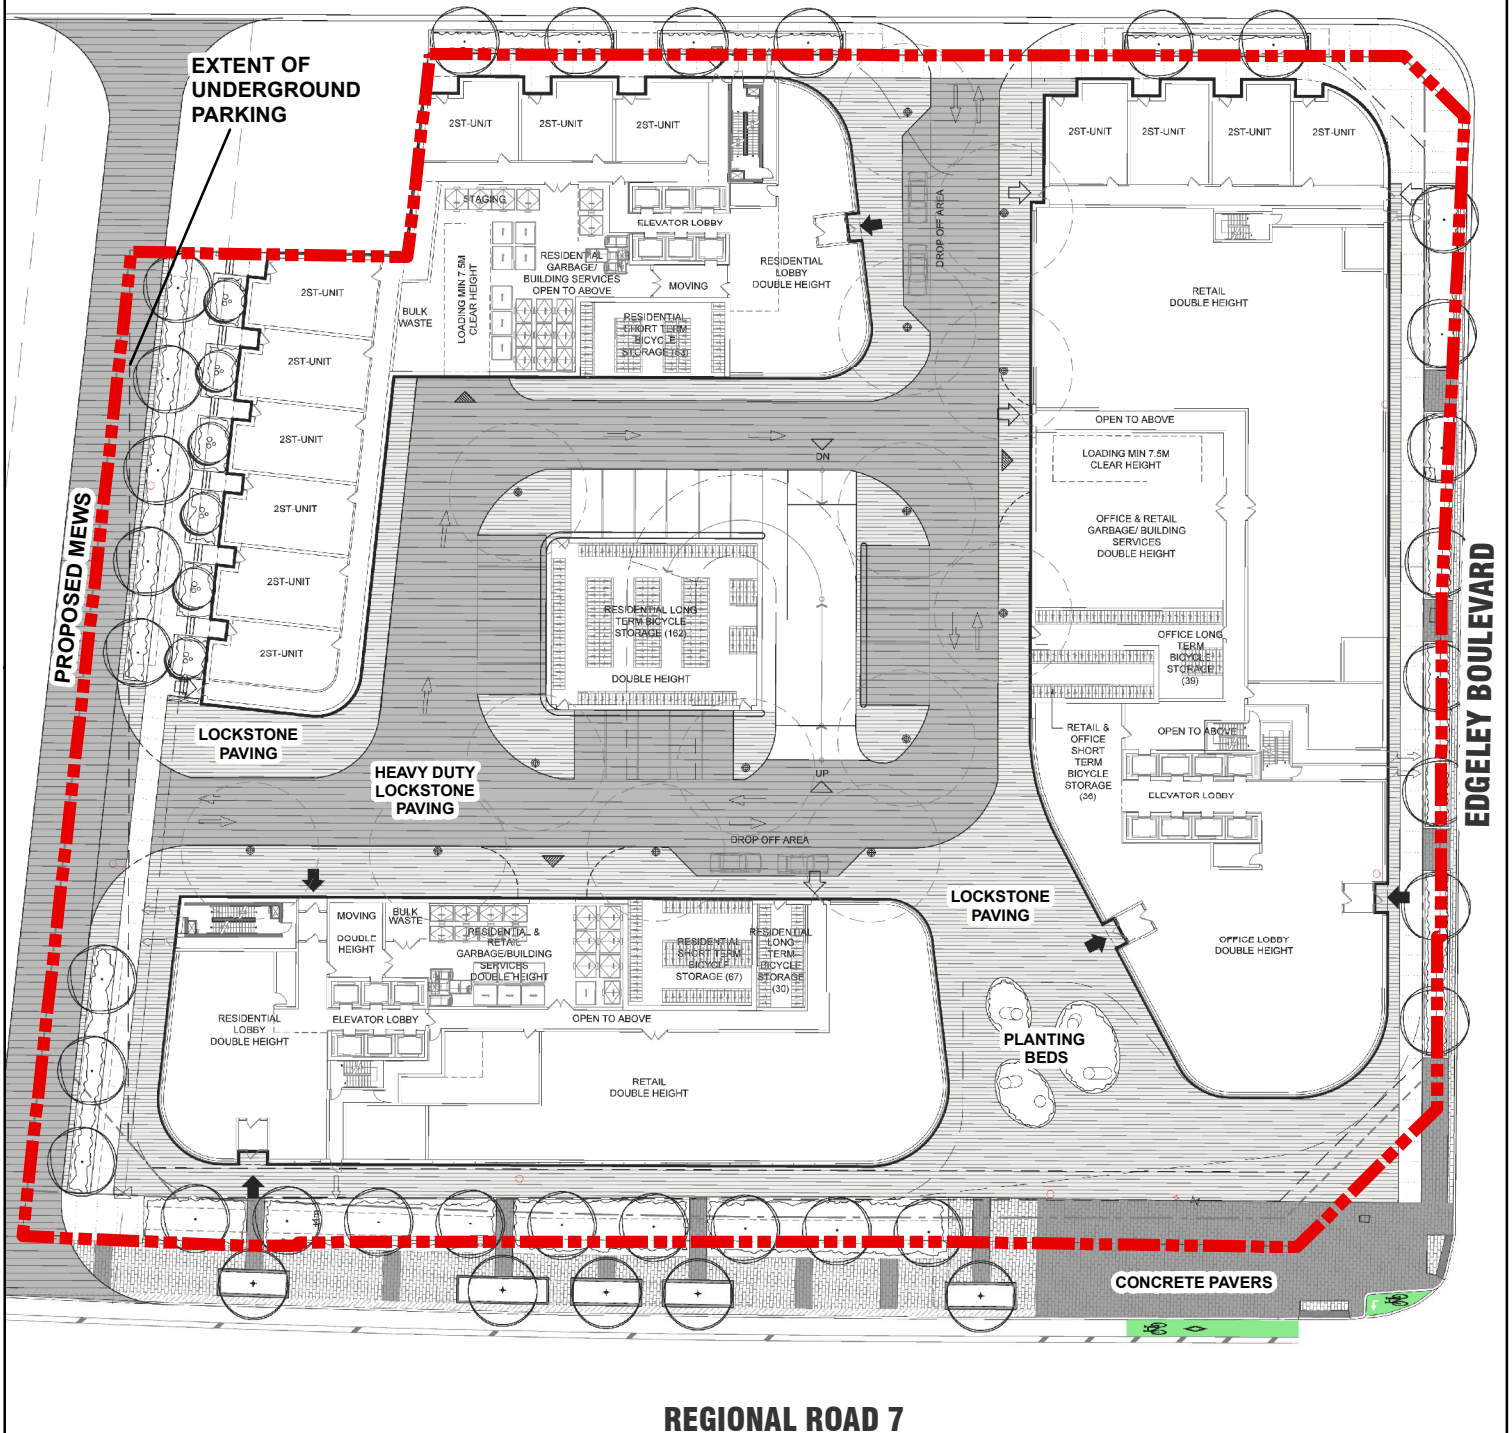 EXTENT OF
UNDERGROUND
PARKING
2ST-UNIT
2ST-UNIT
2ST-UNIT
2ST-UNIT
2ST-UNIT
2ST-UNIT
2ST-UNIT
STAGING
ELEVATOR LOBBY
RESIDENTIAL
GARBAGE/
BUILDING SERVICES
OPEN TO ABOVE
MOVING
RESIDENTIAL
LOBBY
DOUBLE HEIGHT
LOADING MIN 7.5M
CLEAR HEIGHT
BULK
WASTE
RESIDENTIAL
SHORT TERM
BICYCLE
STORAGE (63)
DROP OFF AREA
RETAIL
DOUBLE HEIGHT
2ST-UNIT
2ST-UNIT
2ST-UNIT
2ST-UNIT
2ST-UNIT
2ST-UNIT
PROPOSED MEWS
OPEN TO ABOVE
LOADING MIN 7.5M
CLEAR HEIGHT
DN
OFFICE & RETAIL
GARBAGE/ BUILDING
SERVICES
DOUBLE HEIGHT
RESIDENTIAL LONG
TERM BICYCLE
STORAGE (162)
DOUBLE HEIGHT
UP
OFFICE LONG
TERM
BICYCLE
STORAGE
(39)
RETAIL &
OFFICE
SHORT
TERM
BICYCLE
STORAGE
(36)
OPEN TO ABOVE
ELEVATOR LOBBY
EDGELEY BOULEVARD
LOCKSTONE
PAVING
HEAVY DUTY
LOCKSTONE
PAVING
DROP OFF AREA
LOCKSTONE
PAVING
OFFICE LOBBY
DOUBLE HEIGHT
MOVING
DOUBLE
HEIGHT
BULK
WASTE
RESIDENTIAL &
RETAIL
GARBAGE/BUILDING
SERVICES
DOUBLE HEIGHT
RESIDENTIAL
SHORT TERM
BICYCLE
STORAGE (67)
RESIDENTIAL
LONG
TERM
BICYCLE
STORAGE
(30)
RESIDENTIAL
LOBBY
DOUBLE HEIGHT
ELEVATOR LOBBY
OPEN TO ABOVE
RETAIL
DOUBLE HEIGHT
PLANTING
BEDS
CONCRETE PAVERS
REGIONAL ROAD 7